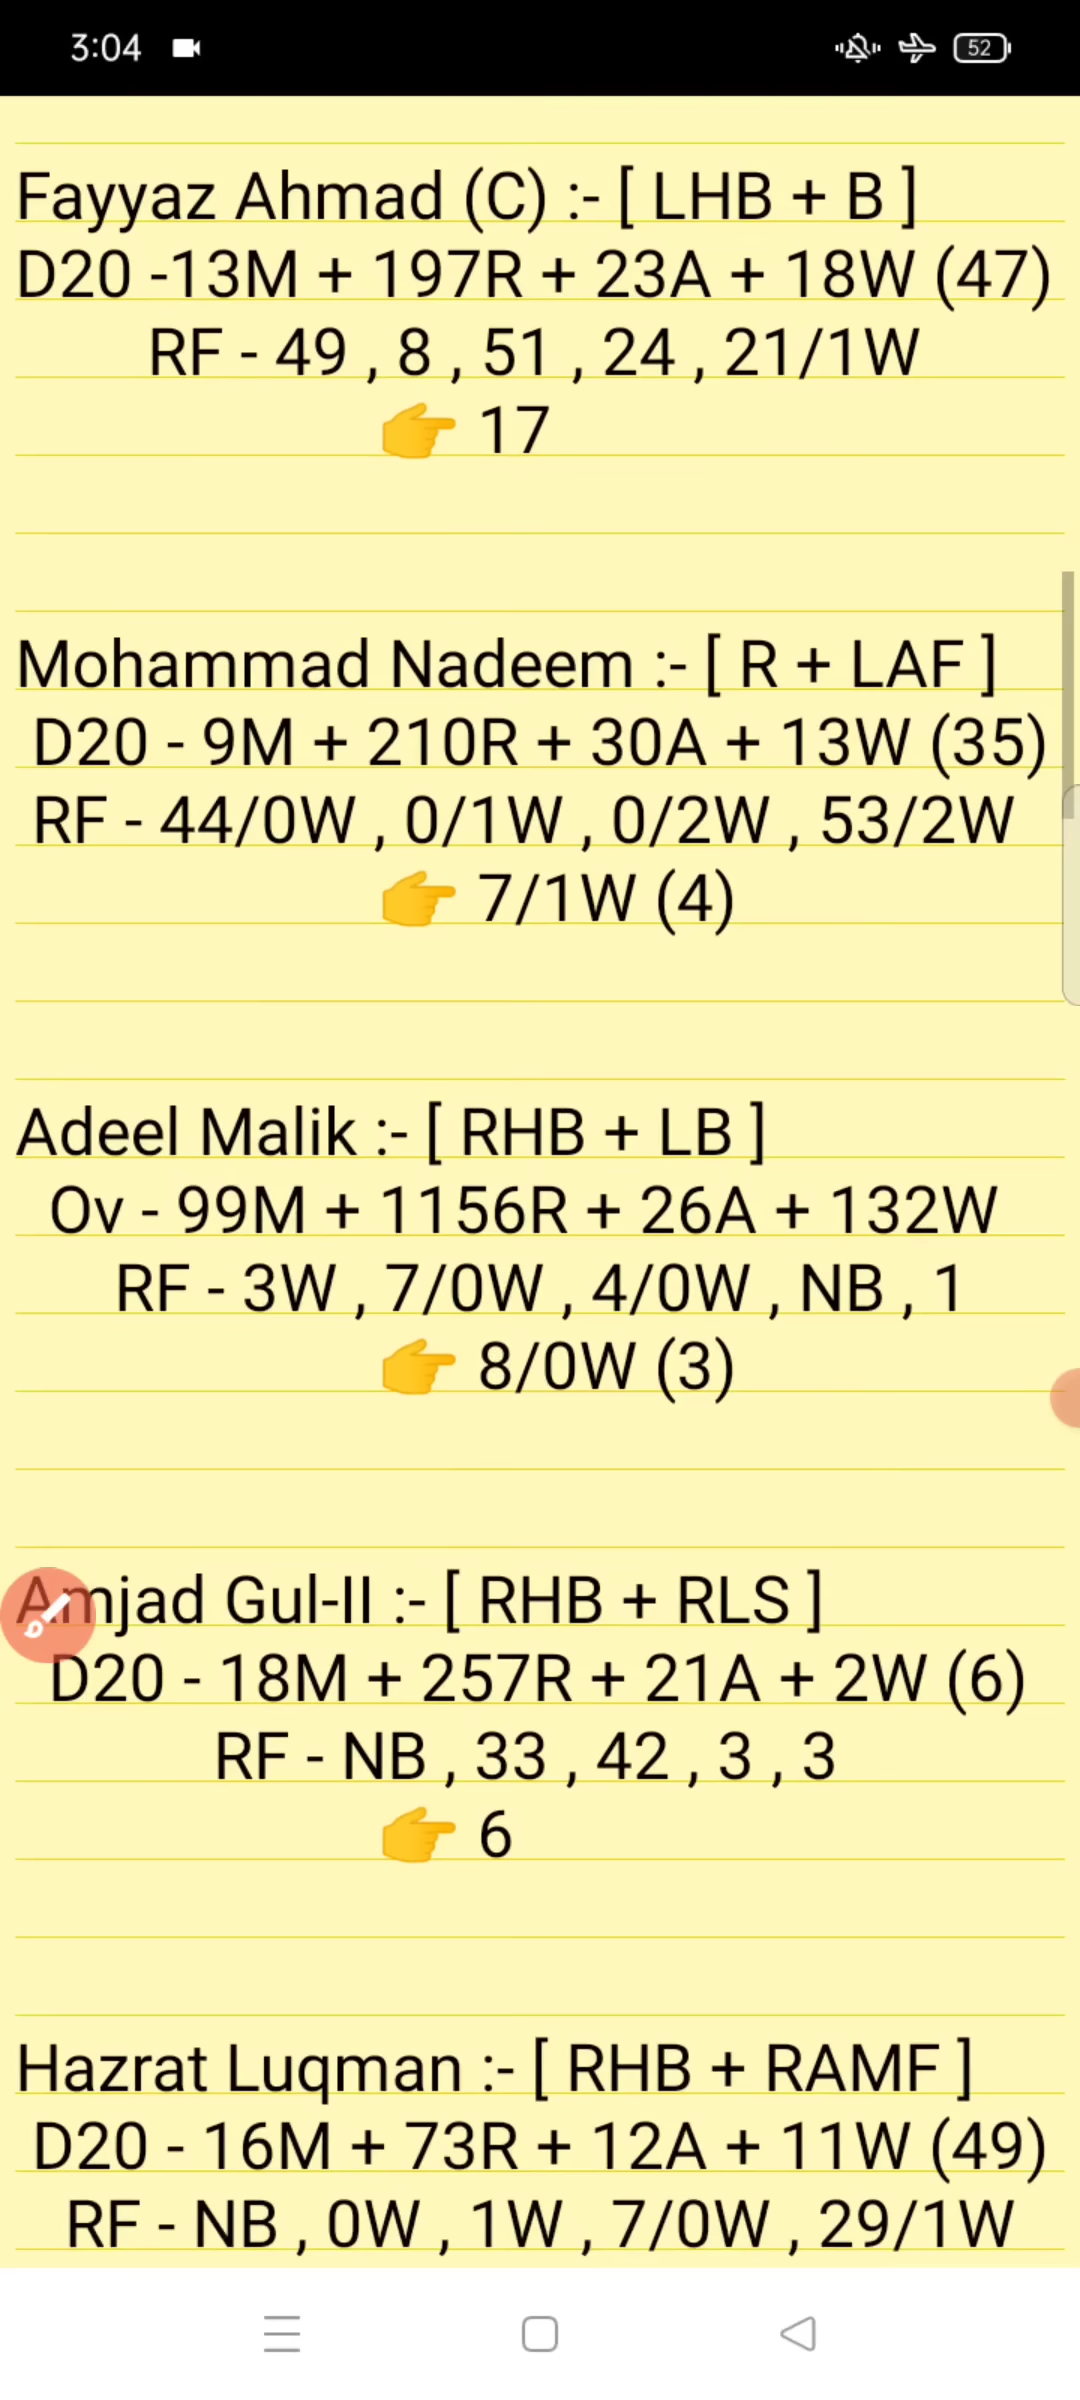 3:04
52
Fayyaz Ahmad (C) :- [ LHB + B ]
D20 -13M + 197R + 23A + 18W (47)
RF - 49 , 8 , 51 , 24 , 21/1W
👉 17
Mohammad Nadeem :- [ R + LAF ]
D20 - 9M + 210R + 30A + 13W (35)
RF - 44/0W , 0/1W , 0/2W , 53/2W
👉 7/1W (4)
Adeel Malik :- [ RHB + LB ]
Ov - 99M + 1156R + 26A + 132W
RF - 3W , 7/0W , 4/0W , NB , 1
👉 8/0W (3)
Amjad Gul-II :- [ RHB + RLS ]
D20 - 18M + 257R + 21A + 2W (6)
RF - NB , 33 , 42 , 3 , 3
👉 6
Hazrat Luqman :- [ RHB + RAMF ]
D20 - 16M + 73R + 12A + 11W (49)
RF - NB , 0W , 1W , 7/0W , 29/1W